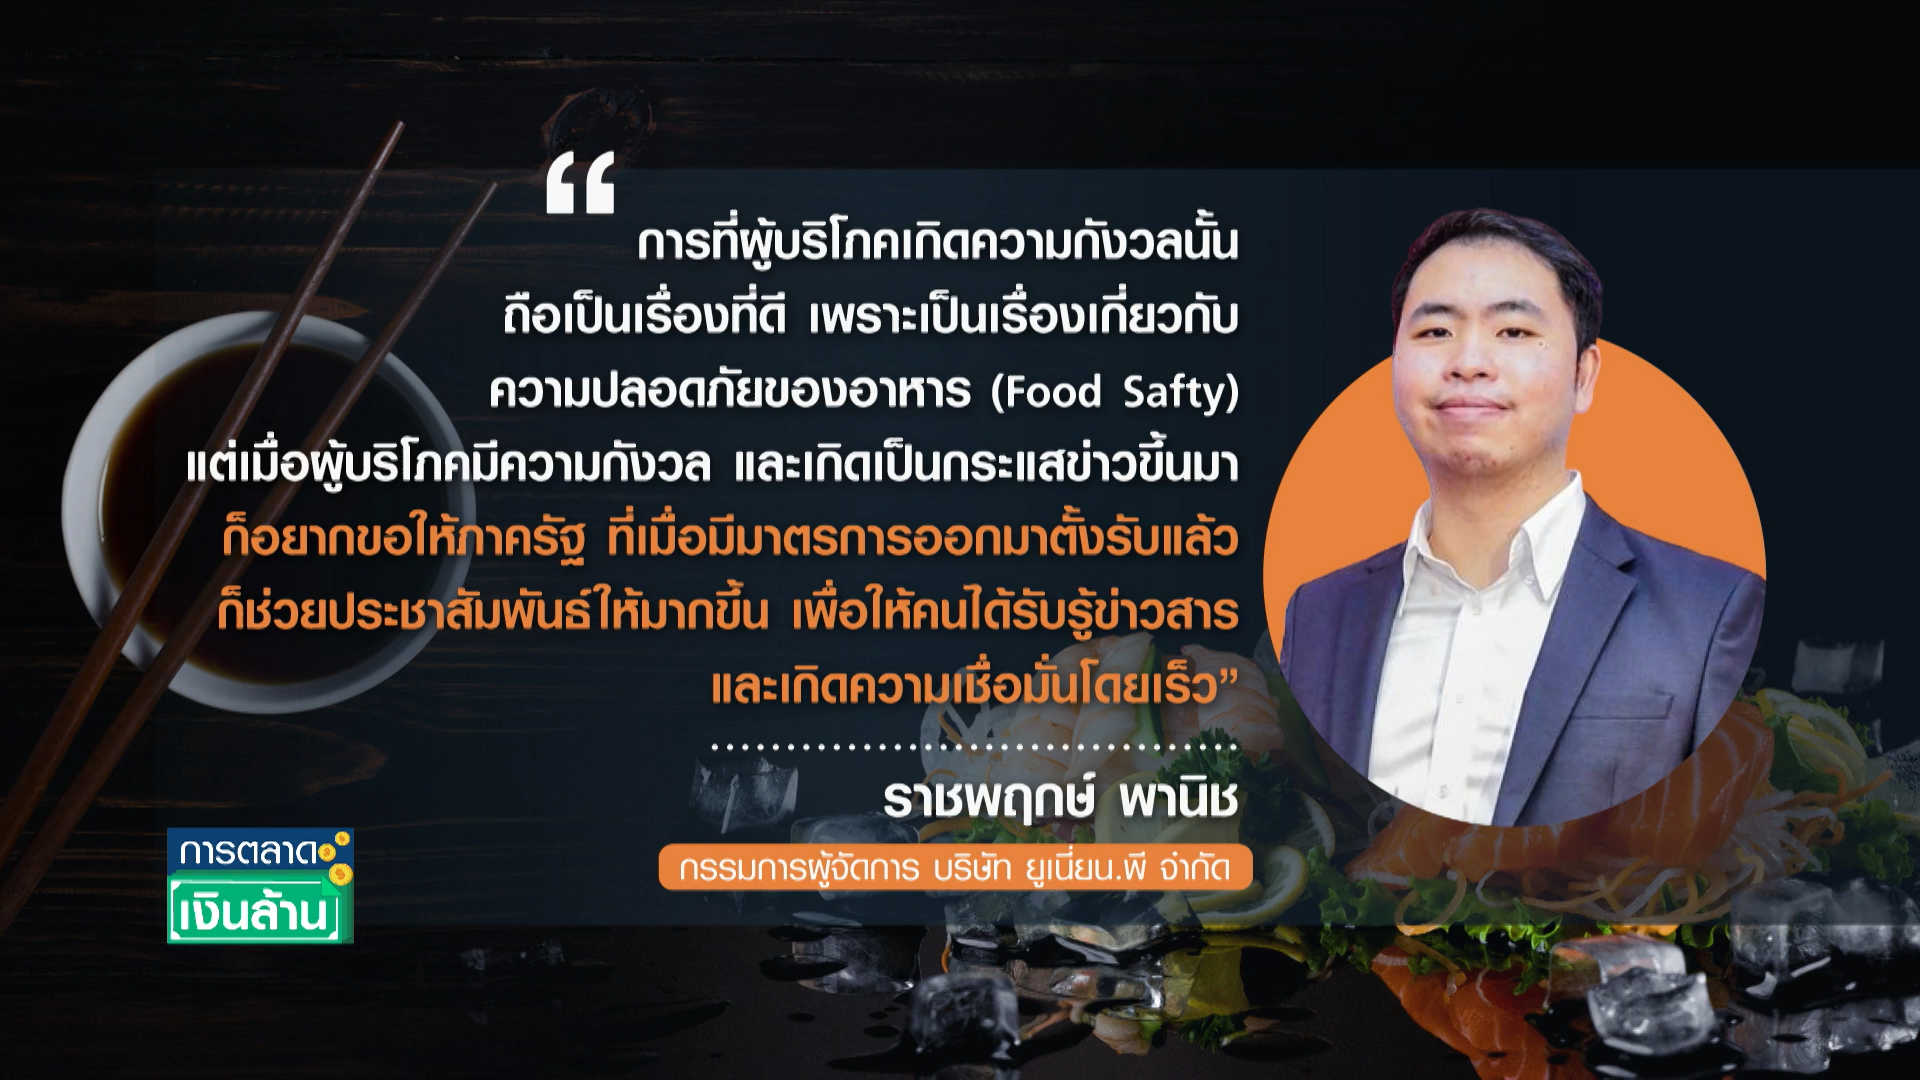 “
การที่ผู้บริโภคเกิดความกังวลนั้น
ถือเป็นเรื่องที่ดี เพราะเป็นเรื่องเกี่ยวกับ
ความปลอดภัยของอาหาร (Food Safty)
แต่เมื่อผู้บริโภคมีความกังวล และเกิดเป็นกระแสข่าวขึ้นมา
ก็อยากขอให้ภาครัฐ ที่เมื่อมีมาตรการออกมาตั้งรับแล้ว
ก็ช่วยประชาสัมพันธ์ให้มากขึ้น เพื่อให้คนได้รับรู้ข่าวสาร
และเกิดความเชื่อมั่นโดยเร็ว”
ราชพฤกษ์ พานิช
กรรมการผู้จัดการ บริษัท ยูเนี่ยน.พี จำกัด
การตลาด
เงินล้าน